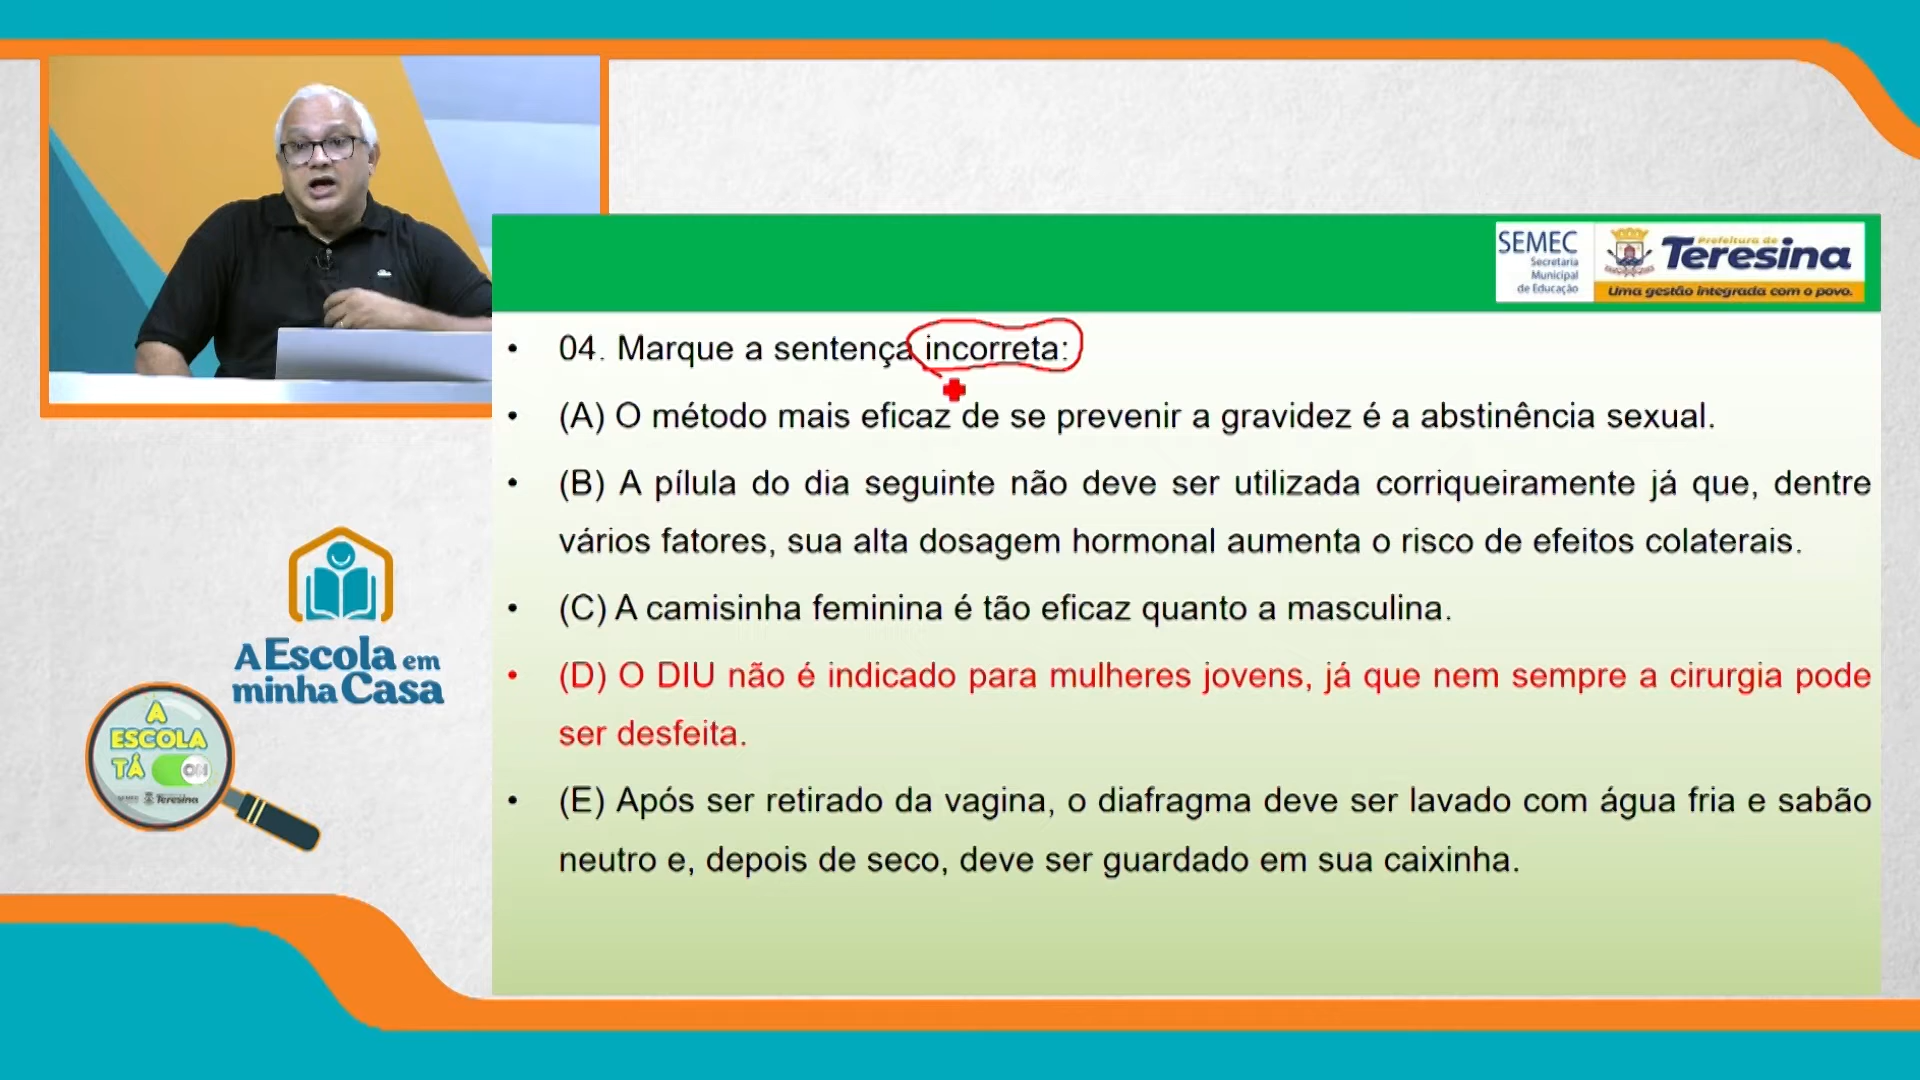 SEMEC
Secretaria
Municipal
de Educação
Prefeitura de
Teresina
Uma gestão integrada com o povo.
• 04. Marque a sentença incorreta:
• (A) O método mais eficaz de se prevenir a gravidez é a abstinência sexual.
• (B) A pílula do dia seguinte não deve ser utilizada corriqueiramente já que, dentre
vários fatores, sua alta dosagem hormonal aumenta o risco de efeitos colaterais.
• (C) A camisinha feminina é tão eficaz quanto a masculina.
• (D) O DIU não é indicado para mulheres jovens, já que nem sempre a cirurgia pode
ser desfeita.
• (E) Após ser retirado da vagina, o diafragma deve ser lavado com água fria e sabão
neutro e, depois de seco, deve ser guardado em sua caixinha.
A Escola em
minha Casa
A
ESCOLA
TÁ ON
SEMEC Teresina